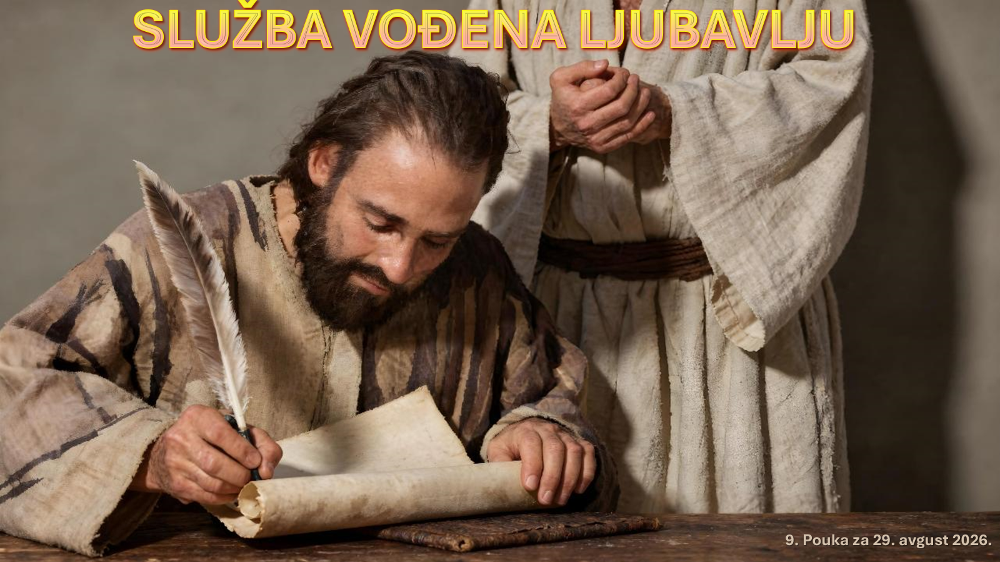 SLUŽBA VOĐENA LJUBAVLJU
9. Pouka za 29. avgust 2026.